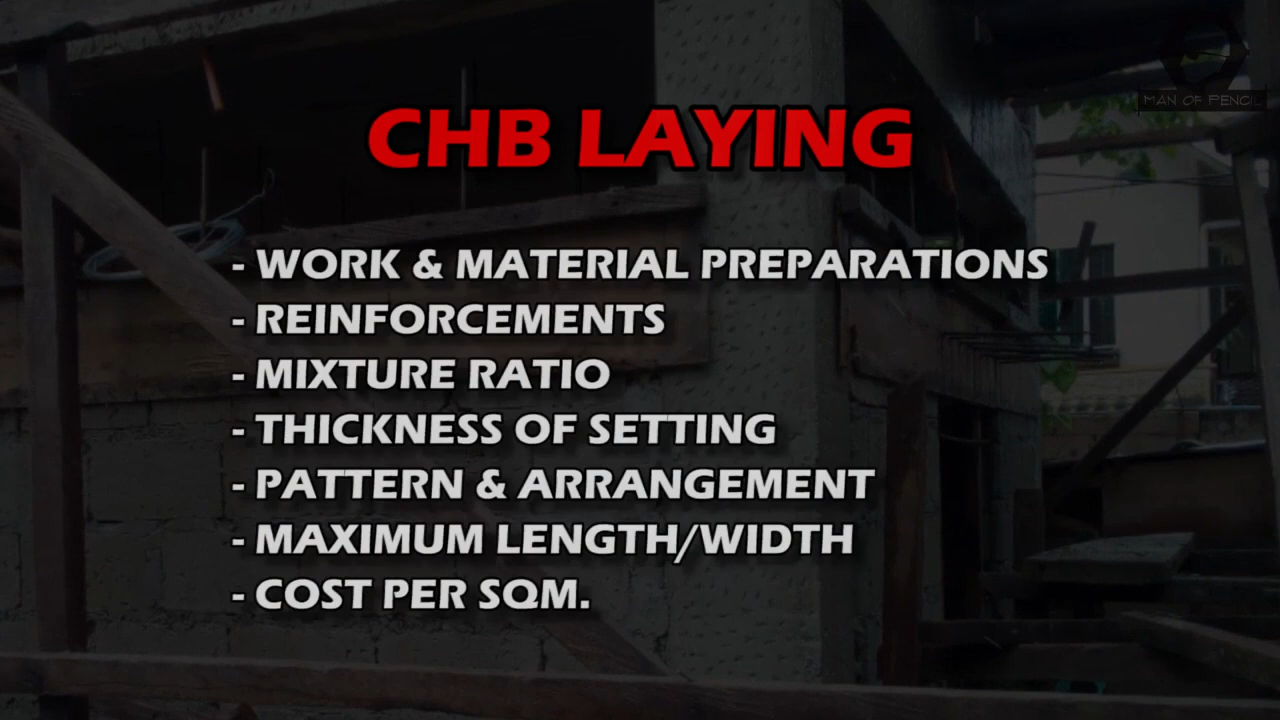 MAN OF PENCIL
CHB LAYING
- WORK & MATERIAL PREPARATIONS
- REINFORCEMENTS
- MIXTURE RATIO
- THICKNESS OF SETTING
- PATTERN & ARRANGEMENT
- MAXIMUM LENGTH/WIDTH
- COST PER SQM.